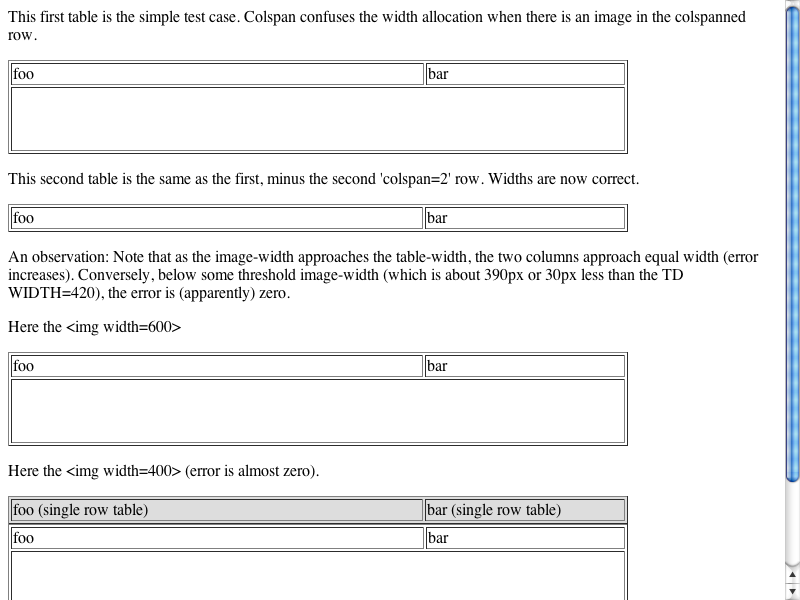 This first table is the simple test case. Colspan confuses the width allocation when there is an image in the colspanned
row.
foo bar
This second table is the same as the first, minus the second 'colspan=2' row. Widths are now correct.
foo bar
An observation: Note that as the image-width approaches the table-width, the two columns approach equal width (error
increases). Conversely, below some threshold image-width (which is about 390px or 30px less than the TD
WIDTH=420), the error is (apparently) zero.
Here the <img width=600>
foo bar
Here the <img width=400> (error is almost zero).
foo (single row table) bar (single row table)
foo bar